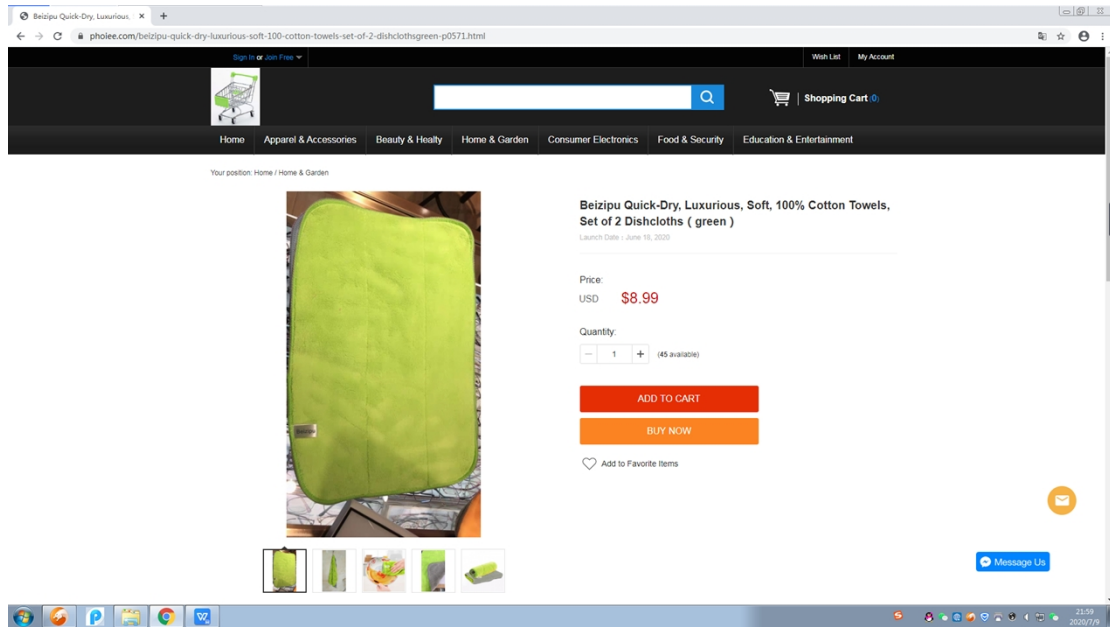 Beizipu Quick-Dry, Luxurious,
phoiee.com/beizipu-quick-dry-luxurious-soft-100-cotton-towels-set-of-2-dishclothsgreen-p0571.html
Sign In or Join Free
Wish List
My Account
Shopping Cart (0)
Home
Apparel & Accessories
Beauty & Healty
Home & Garden
Consumer Electronics
Food & Security
Education & Entertainment
Your position: Home / Home & Garden
Beizipu Quick-Dry, Luxurious, Soft, 100% Cotton Towels,
Set of 2 Dishcloths ( green )
Launch Date : June 16, 2020
Price:
USD $8.99
Quantity:
1
(45 available)
ADD TO CART
BUY NOW
Add to Favorite Items
Message Us
21:59
2020/7/9